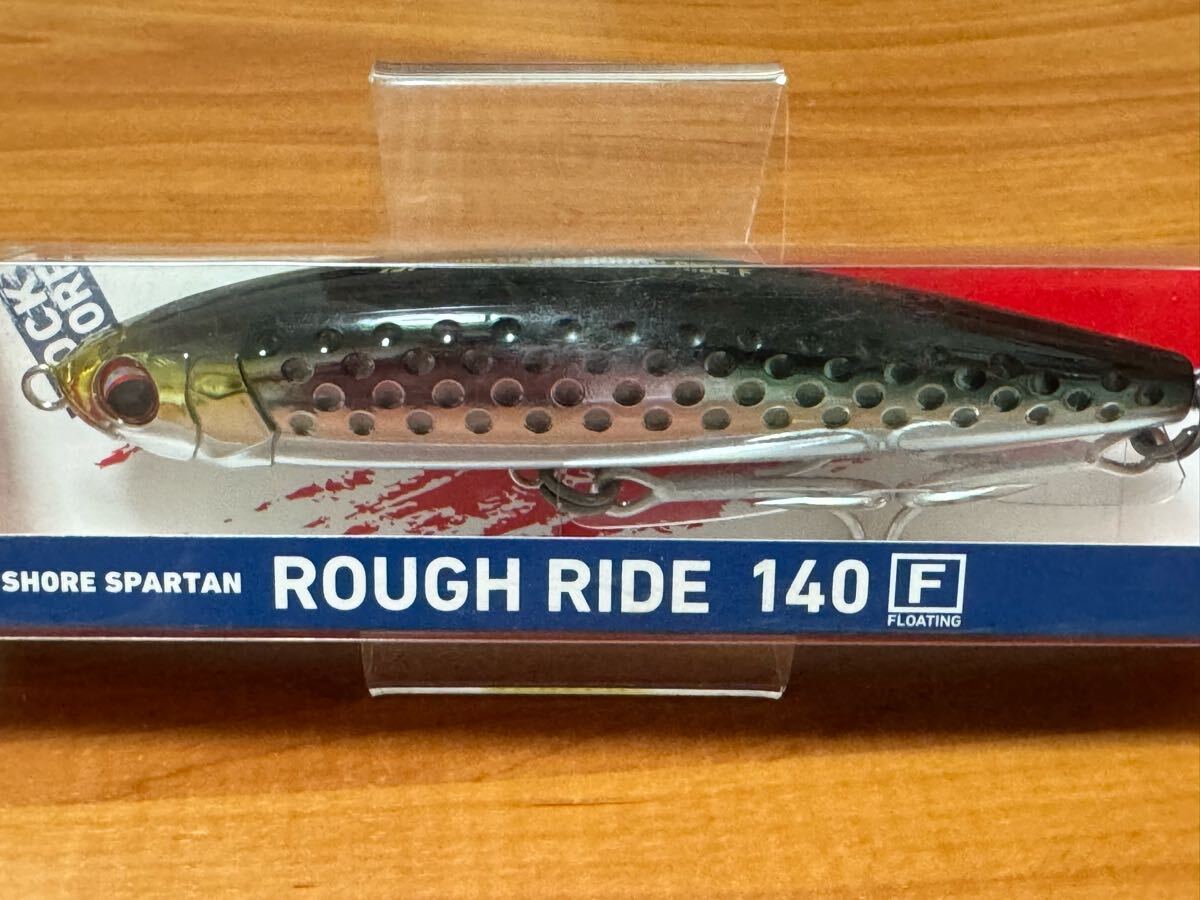 SHORE SPARTAN ROUGH RIDE 140 F
FLOATING